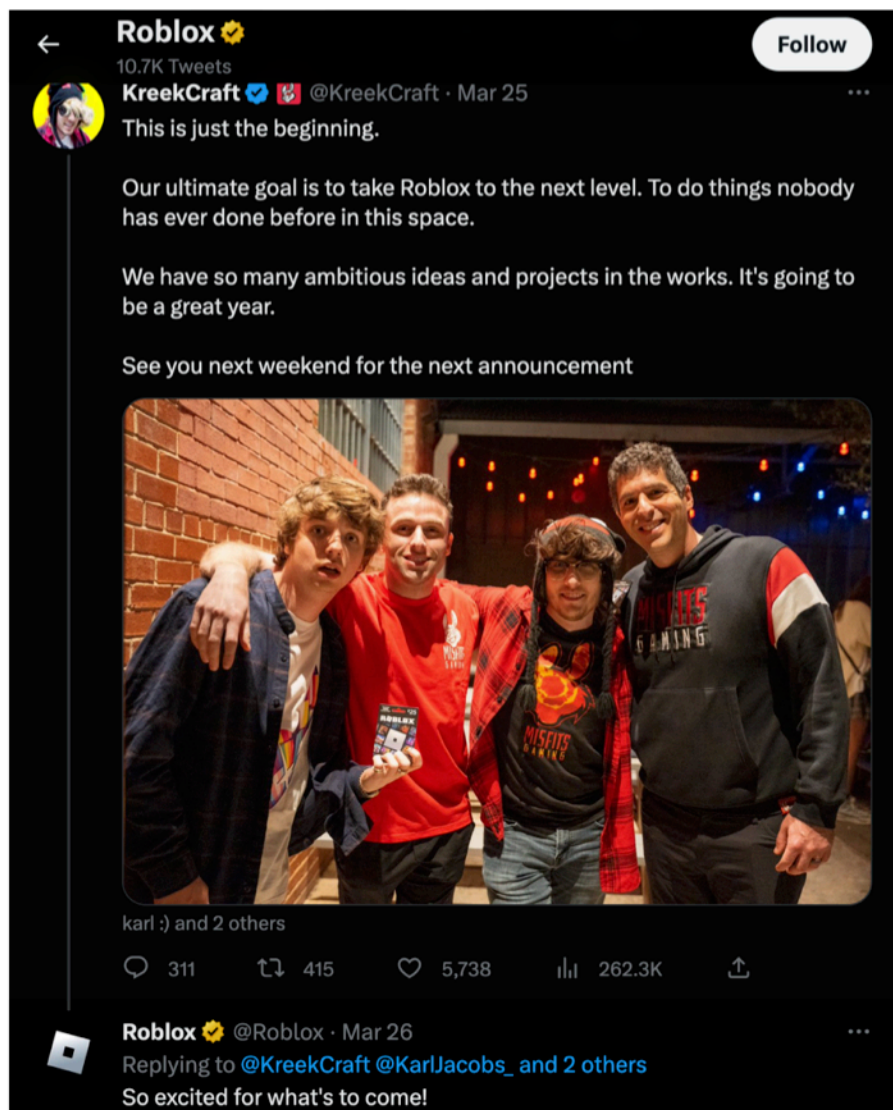 Roblox
10.7K Tweets
Follow
KreekCraft @KreekCraft · Mar 25
This is just the beginning.
Our ultimate goal is to take Roblox to the next level. To do things nobody
has ever done before in this space.
We have so many ambitious ideas and projects in the works. It's going to
be a great year.
See you next weekend for the next announcement
MISFITS
GAMING
$25
ROBLOX
MISFITS
GAMING
MISFITS
GAMING
karl :) and 2 others
311 415 5,738 262.3K
Roblox @Roblox · Mar 26
Replying to @KreekCraft @KarlJacobs_ and 2 others
So excited for what's to come!